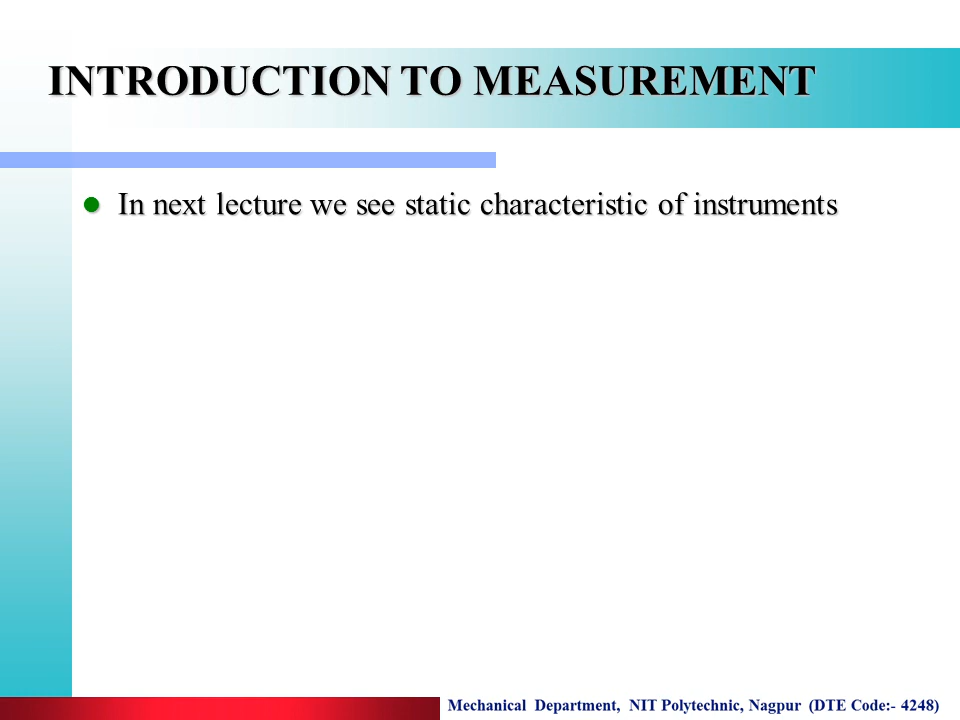 INTRODUCTION TO MEASUREMENT
In next lecture we see static characteristic of instruments
Mechanical Department, NIT Polytechnic, Nagpur (DTE Code:- 4248)